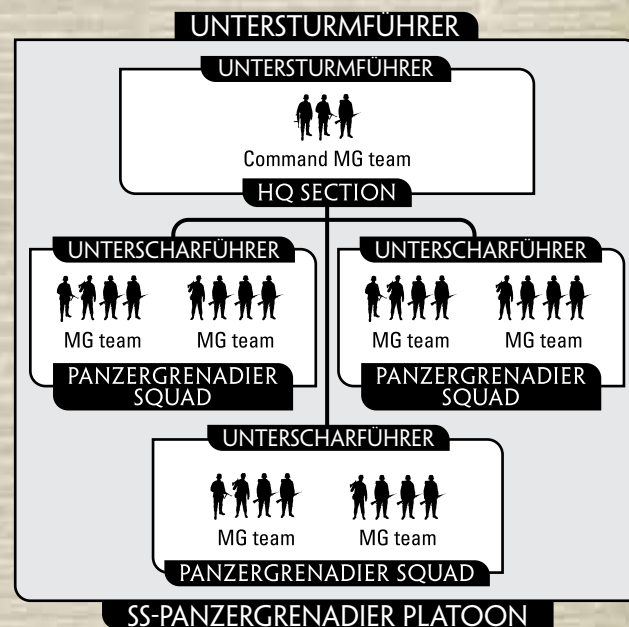 UNTERSTURMFÜHRER
UNTERSTURMFÜHRER
Command MG team
HQ SECTION
UNTERSCHARFÜHRER
MG team MG team
PANZERGRENADIER
SQUAD
UNTERSCHARFÜHRER
MG team MG team
PANZERGRENADIER
SQUAD
UNTERSCHARFÜHRER
MG team MG team
PANZERGRENADIER SQUAD
SS-PANZERGRENADIER PLATOON